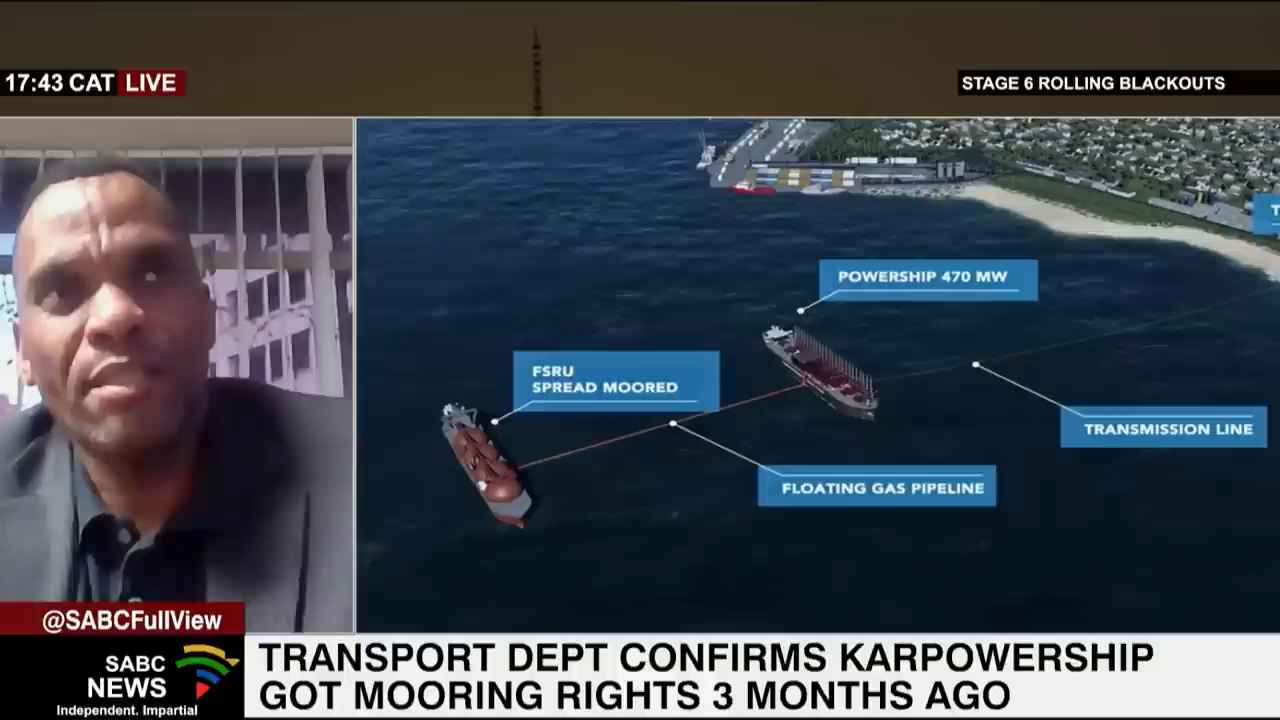 17:43 CAT LIVE
STAGE 6 ROLLING BLACKOUTS
POWERSHIP 470 MW
FSRU
SPREAD MOORED
TRANSMISSION LINE
FLOATING GAS PIPELINE
@SABCFullView
SABC
NEWS
Independent. Impartial
TRANSPORT DEPT CONFIRMS KARPOWERSHIP
GOT MOORING RIGHTS 3 MONTHS AGO